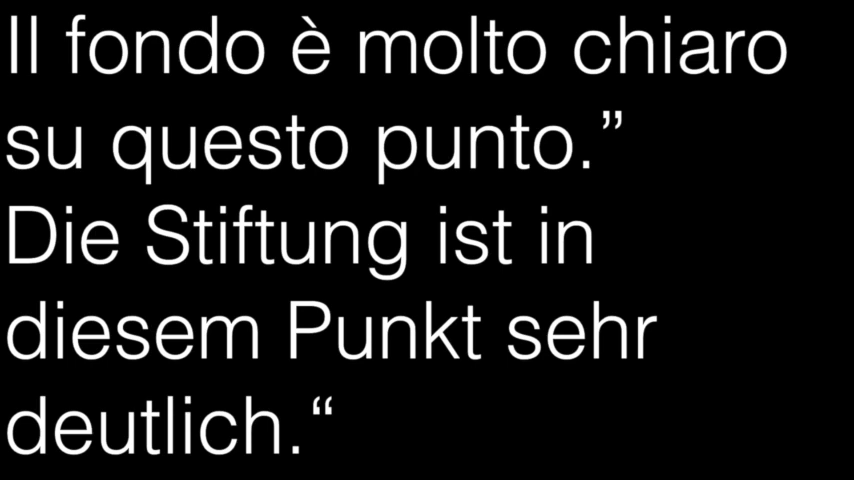 Il fondo è molto chiaro
su questo punto.”
Die Stiftung ist in
diesem Punkt sehr
deutlich.“